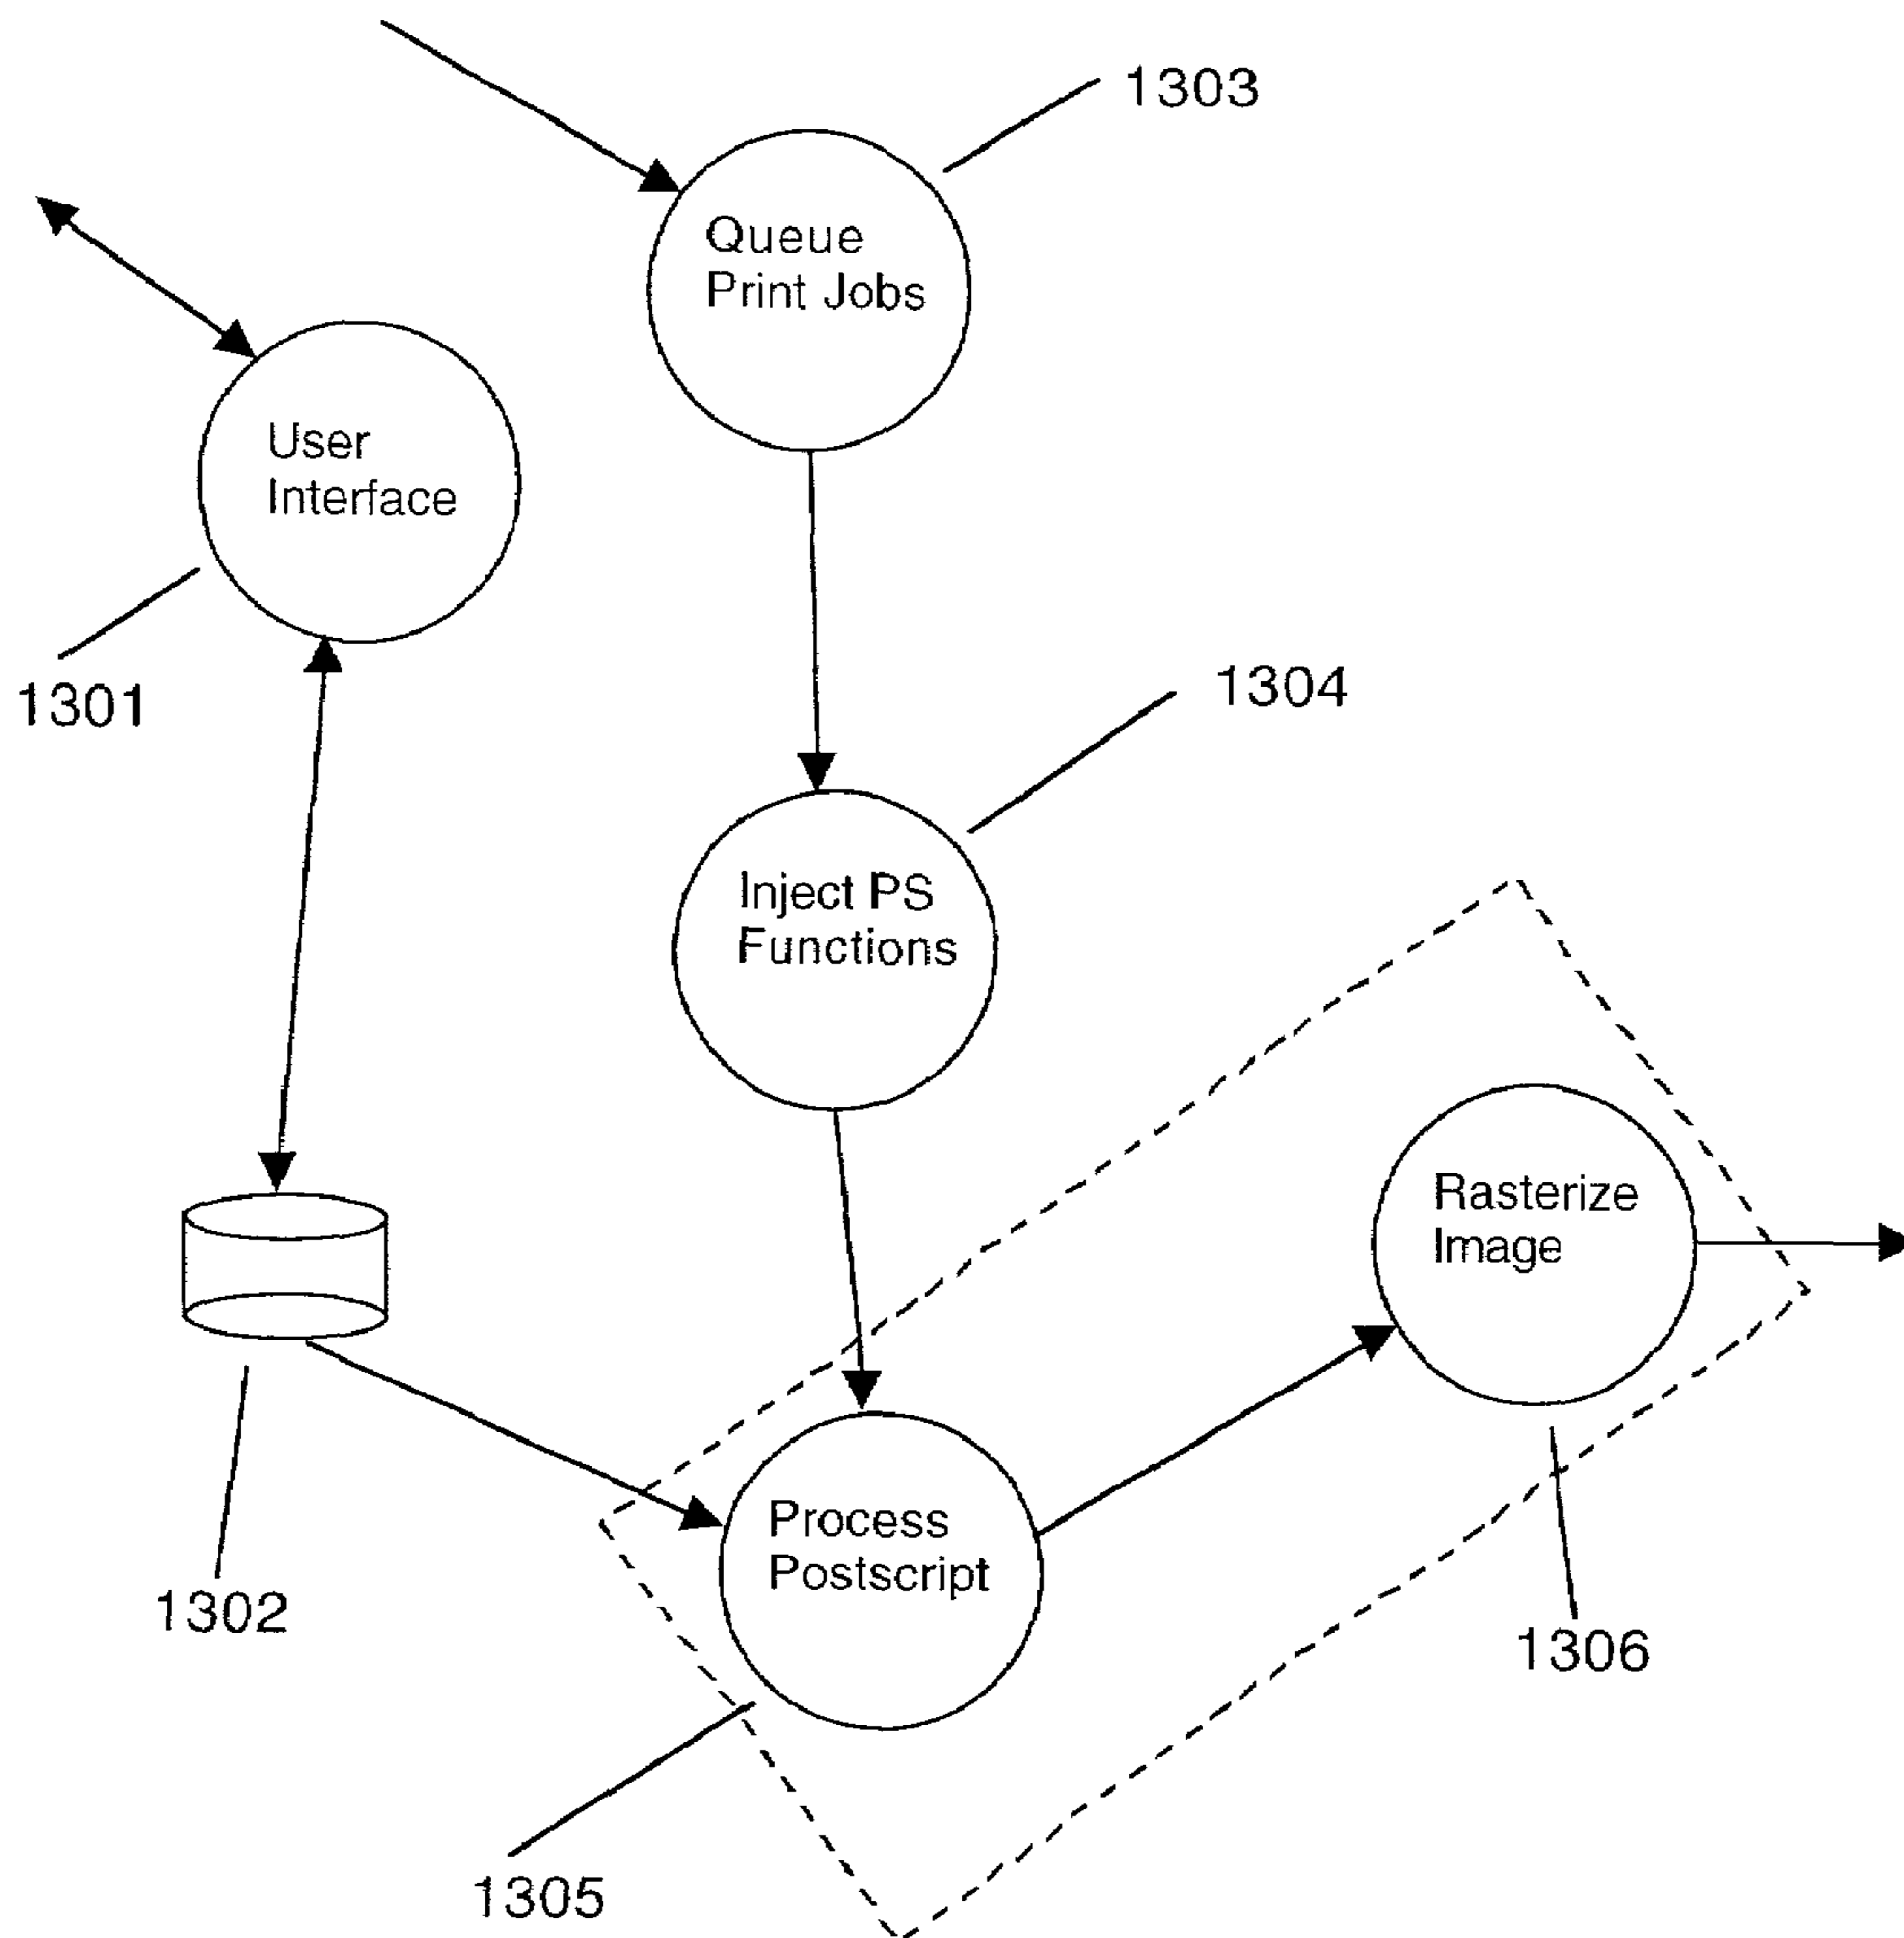 1303
Queue
Print Jobs
User
Interface
1301
1304
Inject PS
Functions
Rasterize
Image
Process
Postscript
1302
1306
1305